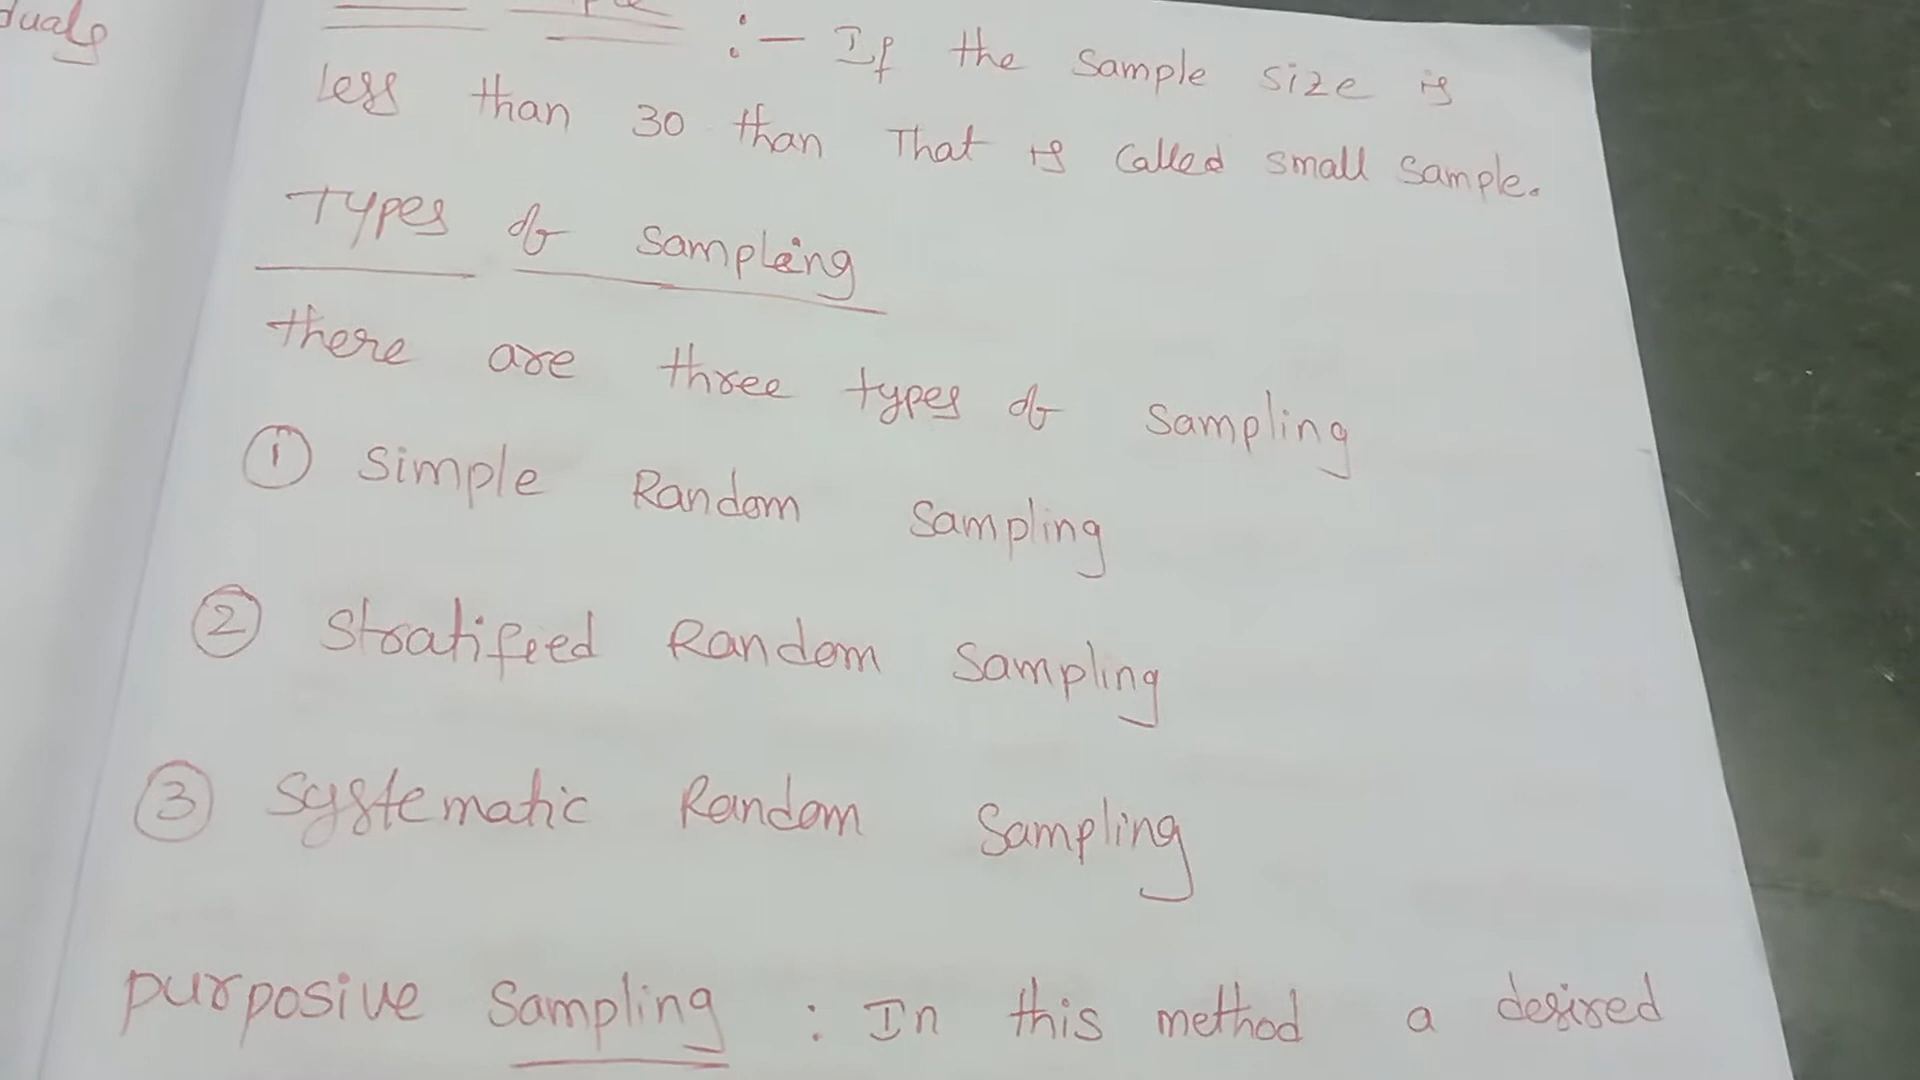 :- If the sample size is
less than 30 than That is called small sample.
Types of sampling
there are three types of sampling
① simple Random sampling
② Stratified Random sampling
③ Systematic Random Sampling
purposive sampling : In this method a desired